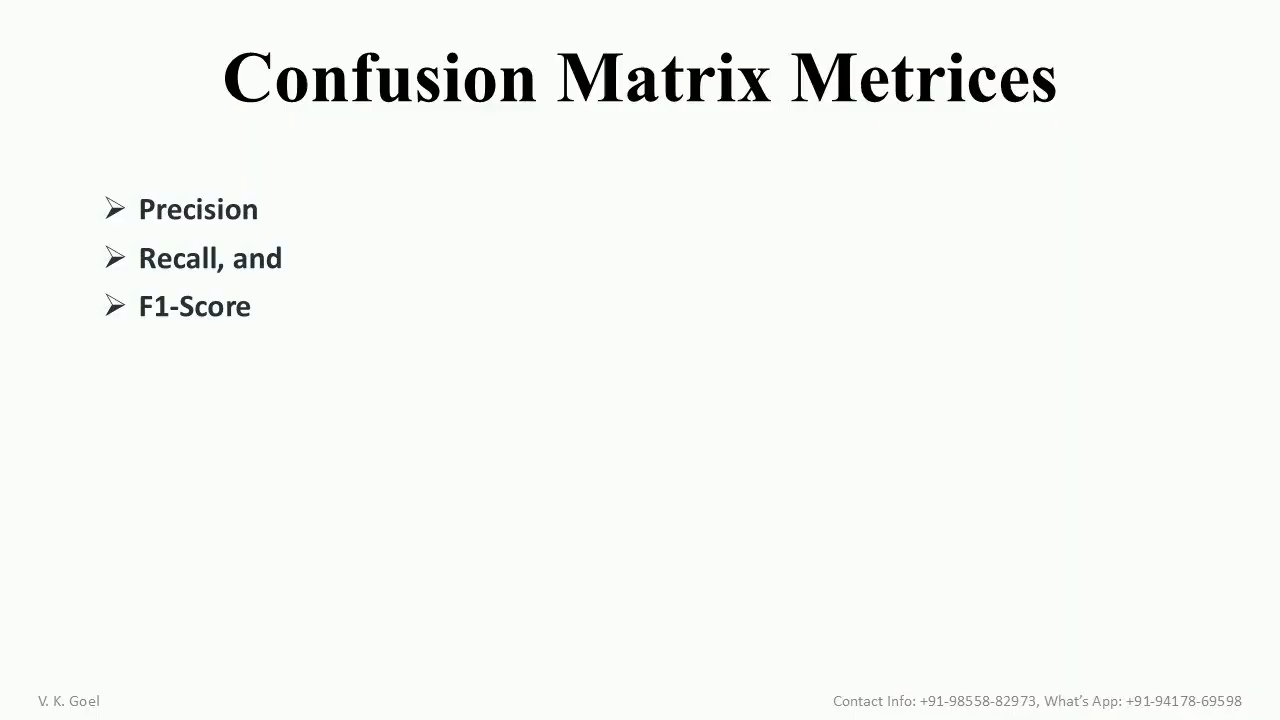 Confusion Matrix Metrices
➢ Precision
➢ Recall, and
➢ F1-Score
V. K. Goel
Contact Info: +91-98558-82973, What's App: +91-94178-69598